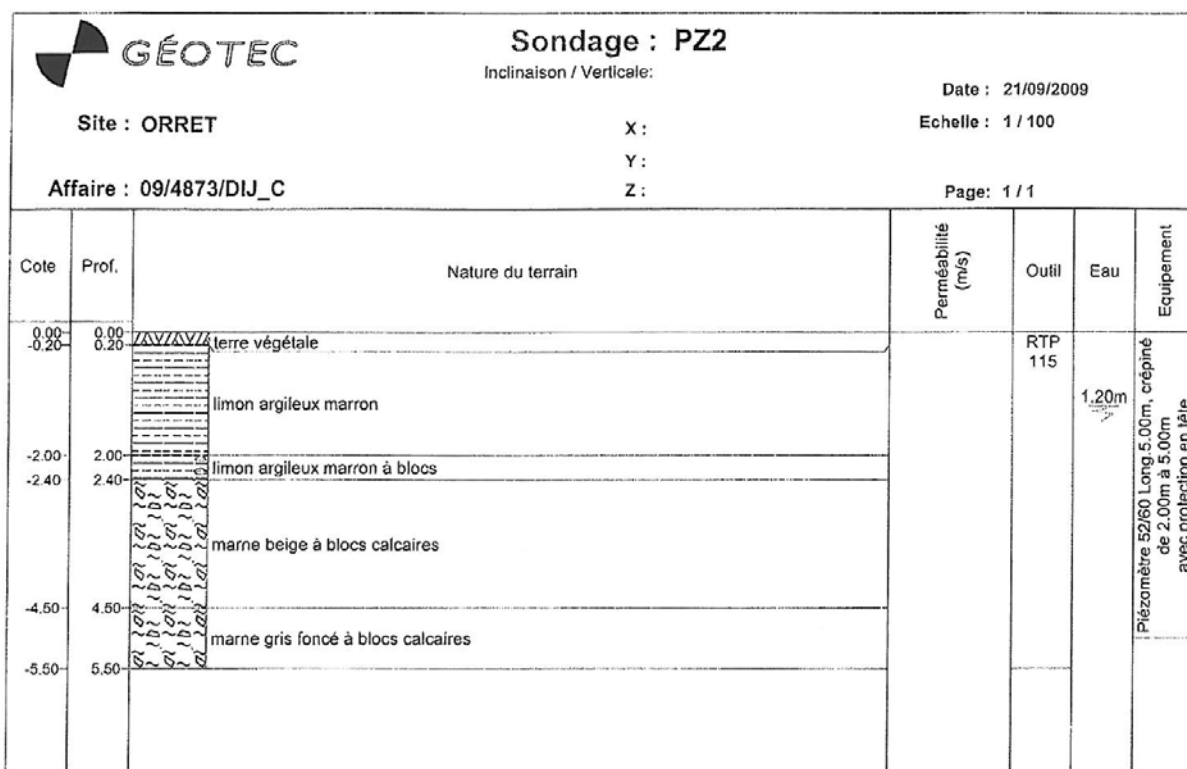 GÉOTEC
Sondage : PZ2
Inclinaison / Verticale:
Date : 21/09/2009
Site : ORRET
X :
Echelle : 1 / 100
Y :
Affaire : 09/4873/DIJ_C
Z :
Page: 1 / 1
Cote
Prof.
Nature du terrain
Perméabilité
(m/s)
Outil
Eau
Equipement
0.00
0.00
-0.20
0.20
terre végétale
RTP
115
limon argileux marron
1.20m
-2.00
2.00
limon argileux marron à blocs
-2.40
2.40
marne beige à blocs calcaires
-4.50
4.50
marne gris foncé à blocs calcaires
-5.50
5.50
Piézomètre 52/60 Long.5.00m, crépiné
de 2.00m à 5.00m
avec protection en tête